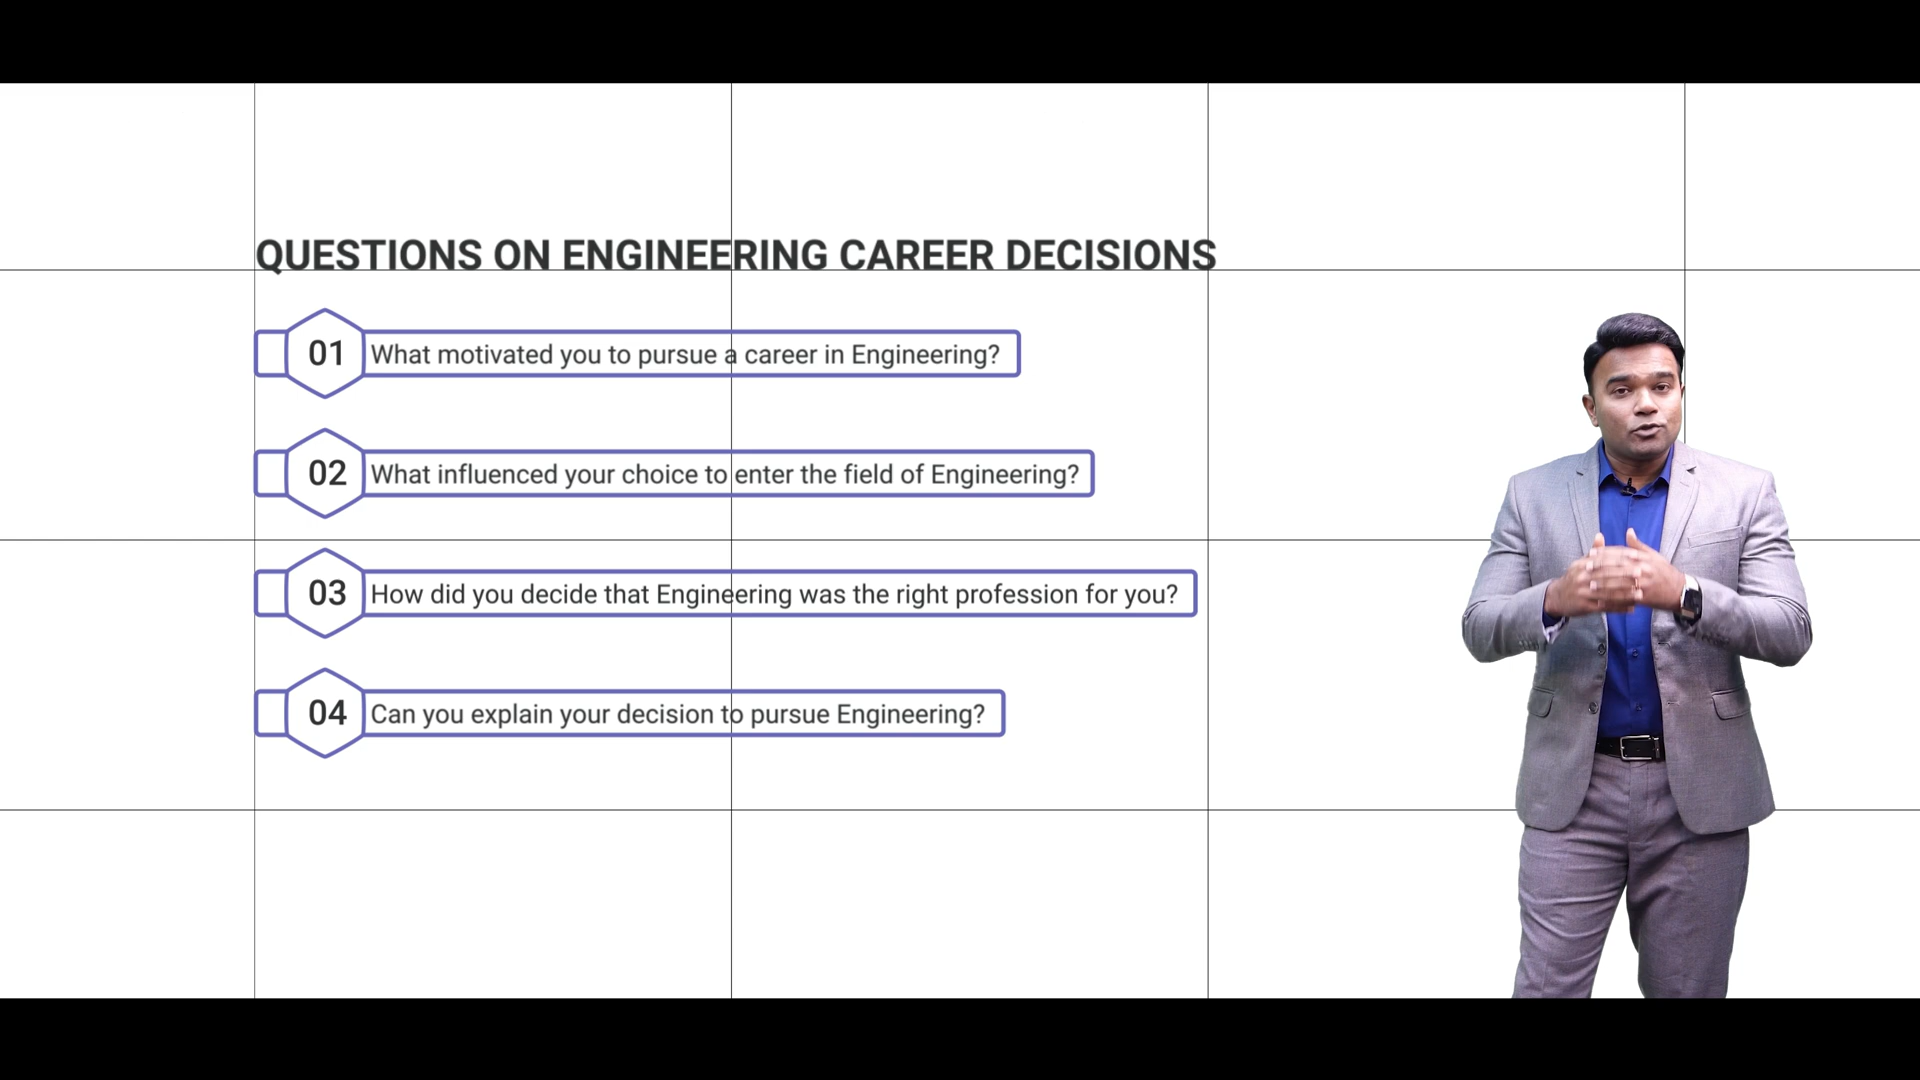 QUESTIONS ON ENGINEERING CAREER DECISIONS
01 What motivated you to pursue a career in Engineering?
02 What influenced your choice to enter the field of Engineering?
03 How did you decide that Engineering was the right profession for you?
04 Can you explain your decision to pursue Engineering?